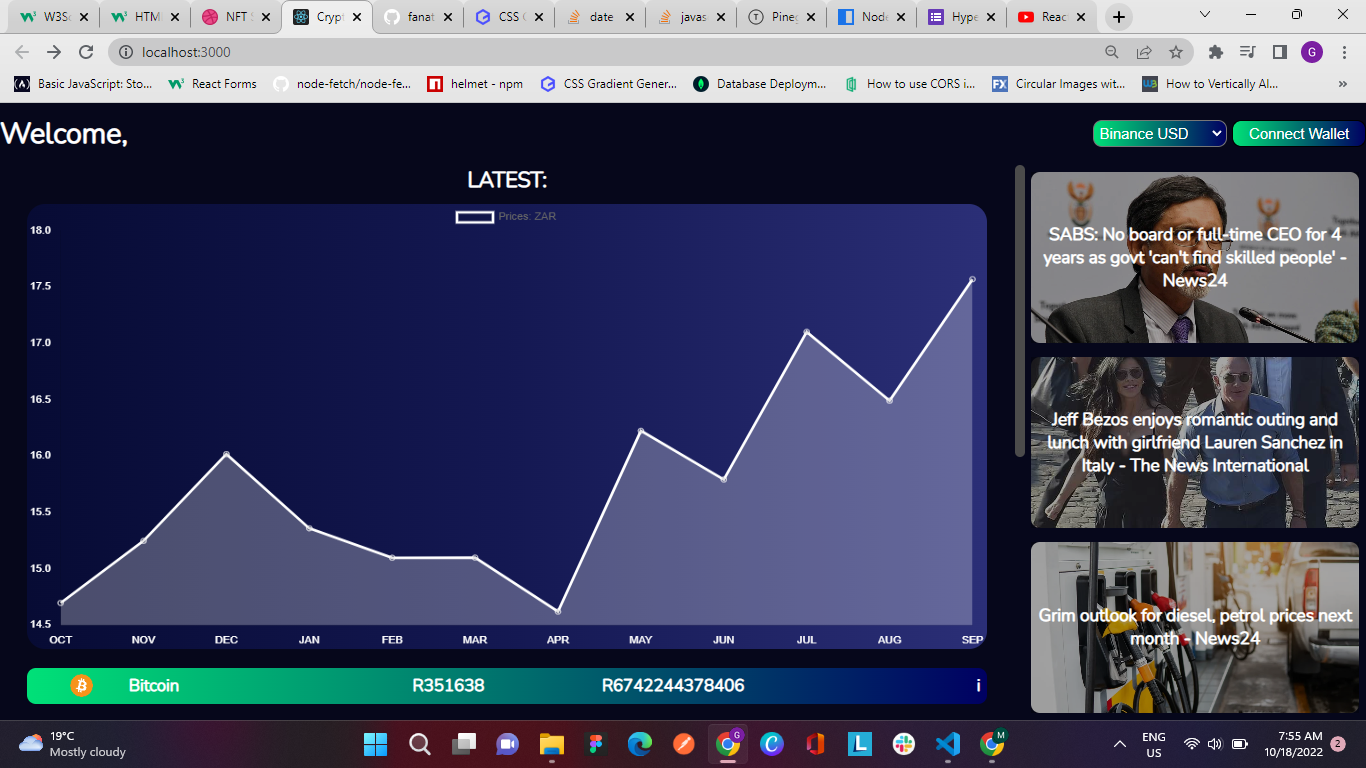 W3Sc
HTML
NFT S
Crypt
fanat
CSS G
date
javas
Pineg
Node
Hype
Reac
localhost:3000
G
Basic JavaScript: Sto...
React Forms
node-fetch/node-fe...
helmet - npm
CSS Gradient Gener...
Database Deploym...
How to use CORS i...
Circular Images wit...
How to Vertically Al...
Welcome,
Binance USD
Connect Wallet
LATEST:
Prices: ZAR
18.0
17.5
17.0
16.5
16.0
15.5
15.0
14.5
OCT NOV DEC JAN FEB MAR APR MAY JUN JUL AUG SEP
Bitcoin R351638 R6742244378406 i
SABS: No board or full-time CEO for 4
years as govt 'can't find skilled people' -
News24
Jeff Bezos enjoys romantic outing and
lunch with girlfriend Lauren Sanchez in
Italy - The News International
Grim outlook for diesel, petrol prices next
month - News24
19°C
Mostly cloudy
ENG
US
7:55 AM
10/18/2022
2